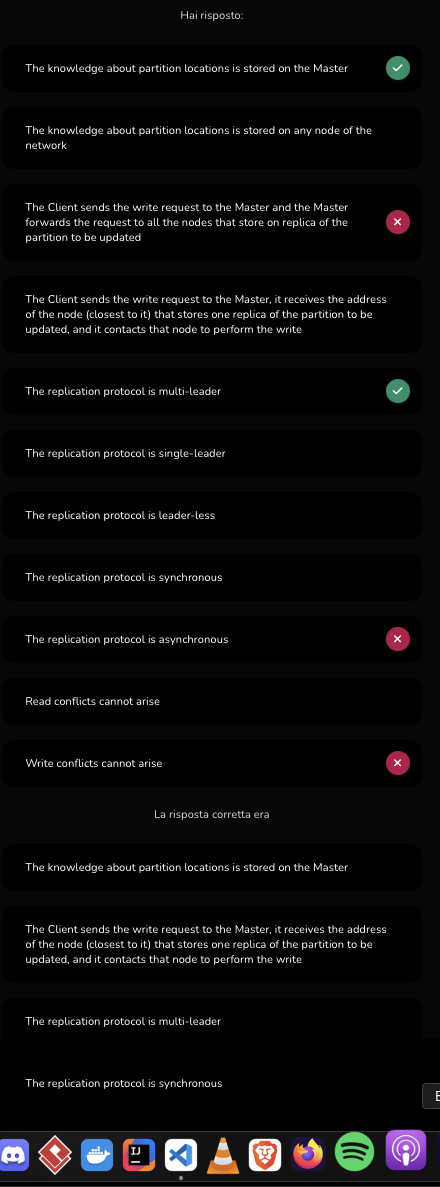 Hai risposto:
The knowledge about partition locations is stored on the Master
The knowledge about partition locations is stored on any node of the
network
The Client sends the write request to the Master and the Master
forwards the request to all the nodes that store on replica of the
partition to be updated
The Client sends the write request to the Master, it receives the address
of the node (closest to it) that stores one replica of the partition to be
updated, and it contacts that node to perform the write
The replication protocol is multi-leader
The replication protocol is single-leader
The replication protocol is leader-less
The replication protocol is synchronous
The replication protocol is asynchronous
Read conflicts cannot arise
Write conflicts cannot arise
La risposta corretta era
The knowledge about partition locations is stored on the Master
The Client sends the write request to the Master, it receives the address
of the node (closest to it) that stores one replica of the partition to be
updated, and it contacts that node to perform the write
The replication protocol is multi-leader
The replication protocol is synchronous
IJ